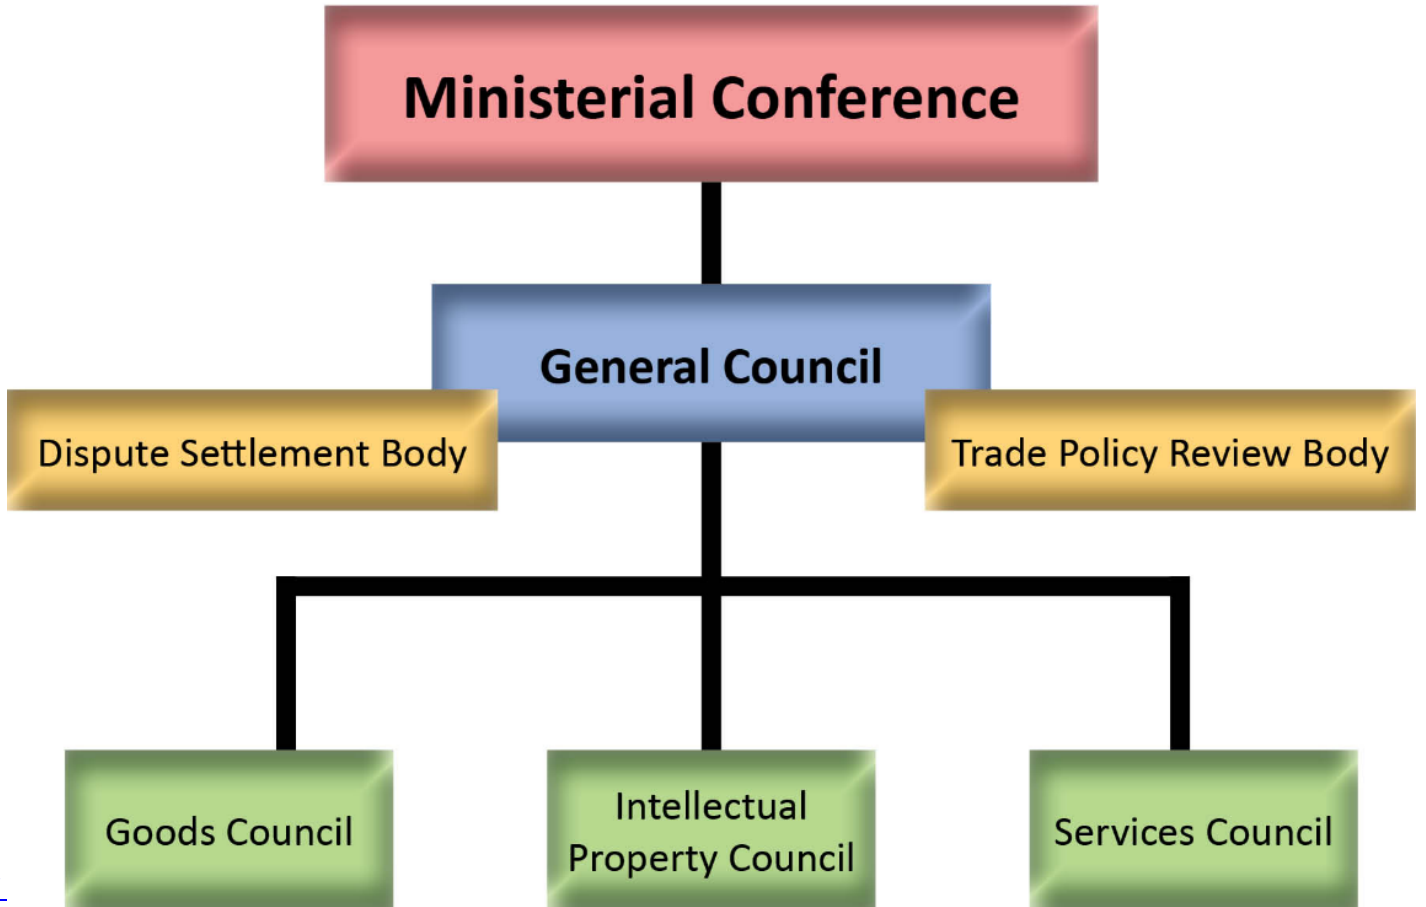 Ministerial Conference
General Council
Dispute Settlement Body
Trade Policy Review Body
Goods Council
Intellectual
Property Council
Services Council